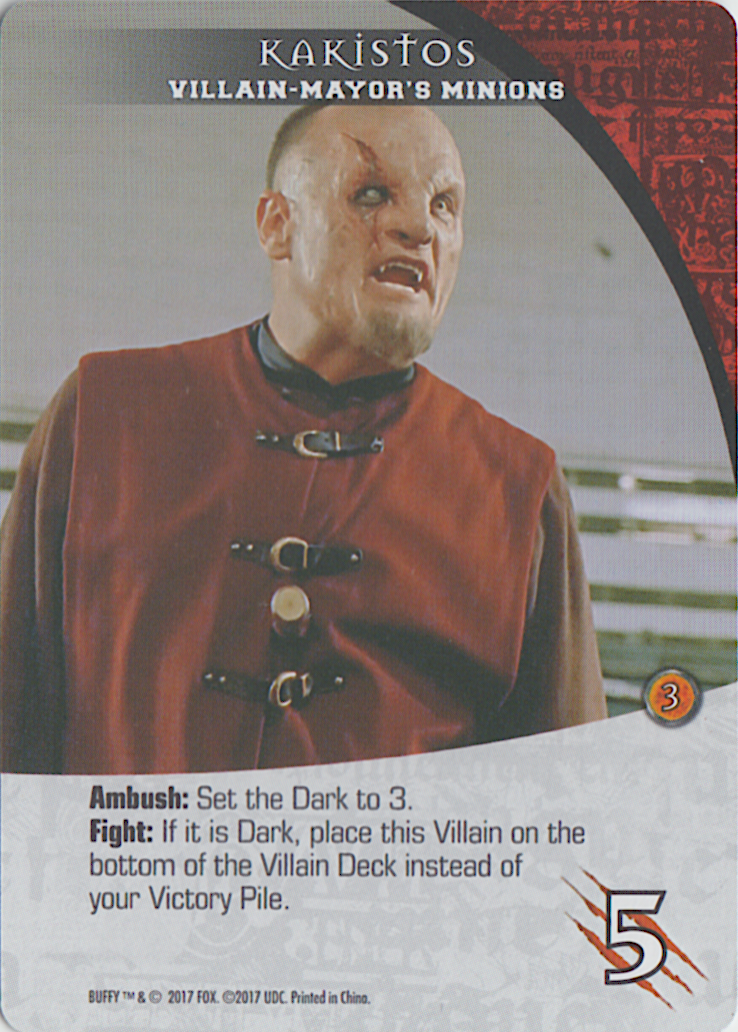 KAKISTOS
VILLAIN-MAYOR'S MINIONS
3
Ambush: Set the Dark to 3.
Fight: If it is Dark, place this Villain on the
bottom of the Villain Deck instead of
your Victory Pile.
5
BUFFY ™ & © 2017 FOX. ©2017 UDC. Printed in China.